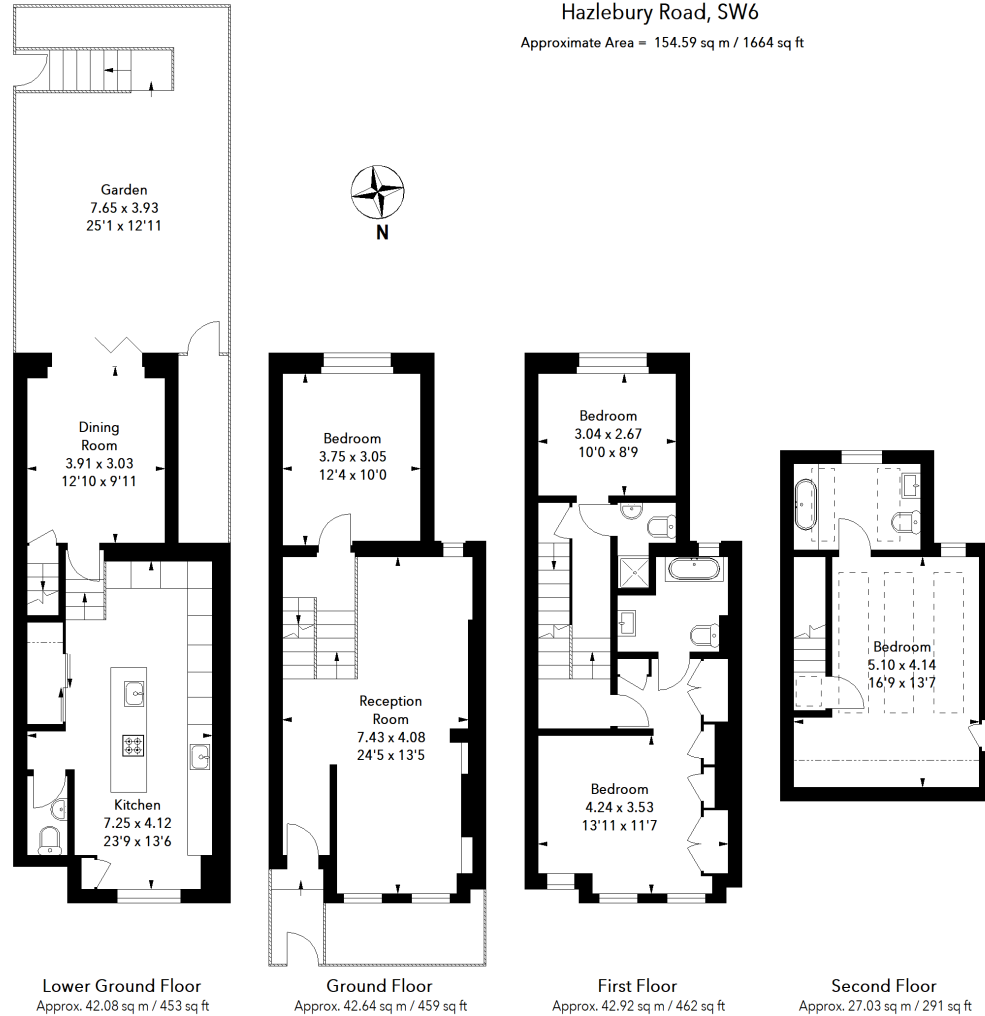 Hazlebury Road, SW6
Approximate Area = 154.59 sq m / 1664 sq ft
N
Garden
7.65 x 3.93
25'1 x 12'11
Dining
Room
3.91 x 3.03
12'10 x 9'11
Kitchen
7.25 x 4.12
23'9 x 13'6
Lower Ground Floor
Approx. 42.08 sq m / 453 sq ft
Bedroom
3.75 x 3.05
12'4 x 10'0
Reception
Room
7.43 x 4.08
24'5 x 13'5
Ground Floor
Approx. 42.64 sq m / 459 sq ft
Bedroom
3.04 x 2.67
10'0 x 8'9
Bedroom
4.24 x 3.53
13'11 x 11'7
First Floor
Approx. 42.92 sq m / 462 sq ft
Bedroom
5.10 x 4.14
16'9 x 13'7
Second Floor
Approx. 27.03 sq m / 291 sq ft